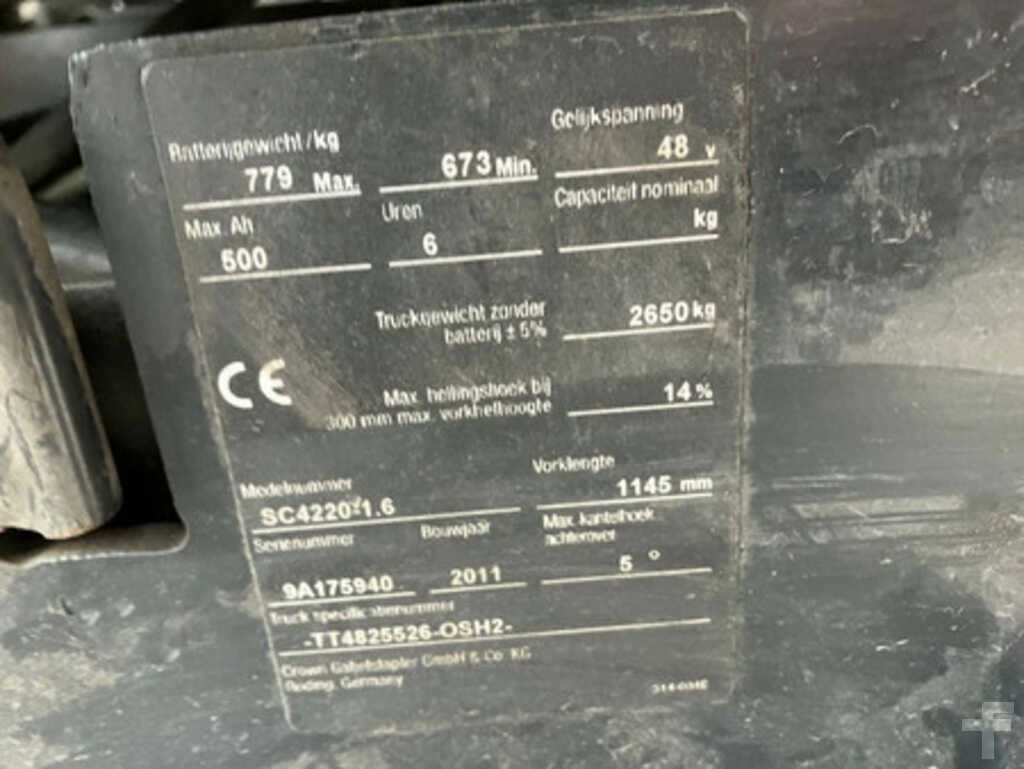 Batterijgewicht/kg
779 Max.
673 Min.
Gelijkspanning
48 v
Max Ah
500
Uren
6
Capaciteit nominaal
kg
Truckgewicht zonder
batterij ± 5%
2650 kg
CE
Max. hellingshoek bij
300 mm max. vorkhefhoogte
14 %
Modelnummer
SC4220-1.6
Vorklengte
1145 mm
Serienummer
9A175940
Bouwjaar
2011
Max. kantelhoek
achterover
5 °
Truck specificatienummer
-TT4825526-OSH2-
Crown Gabelstapler GmbH & Co. KG
Roding, Germany